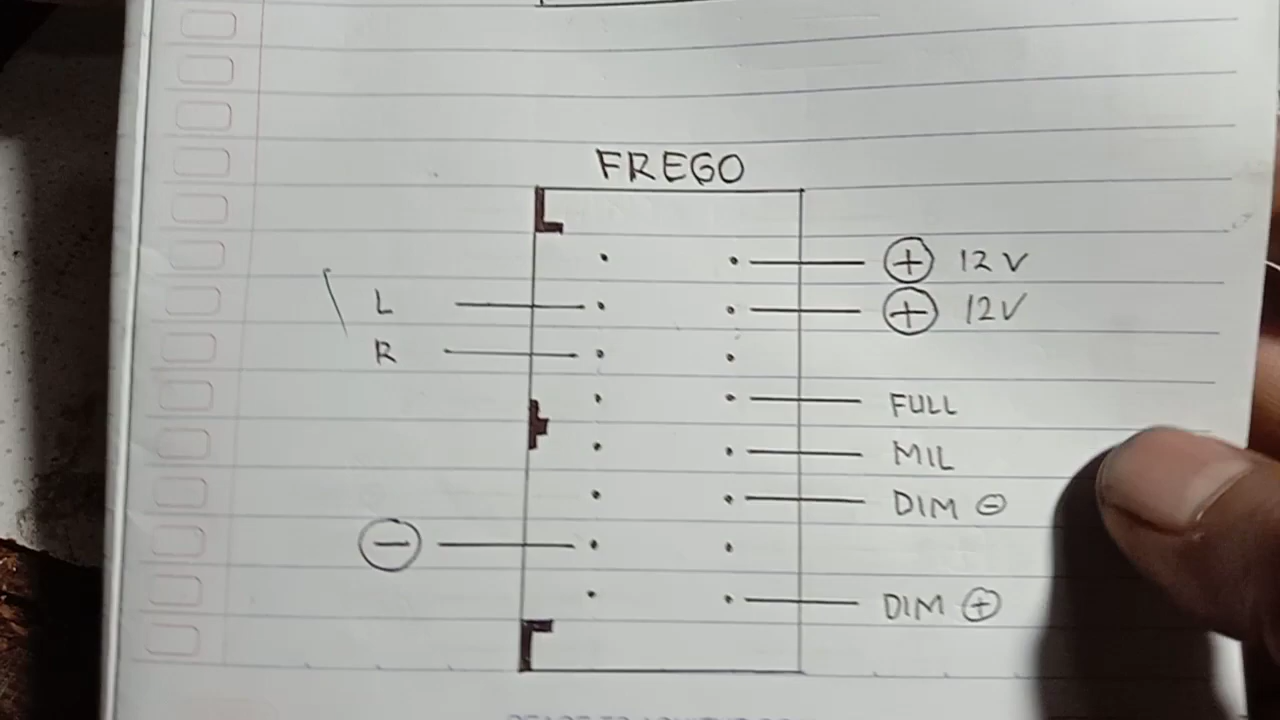 FREGO
⊕ 12V
L ⊕ 12V
R
FULL
MIL
DIM ⊖
⊖
DIM ⊕